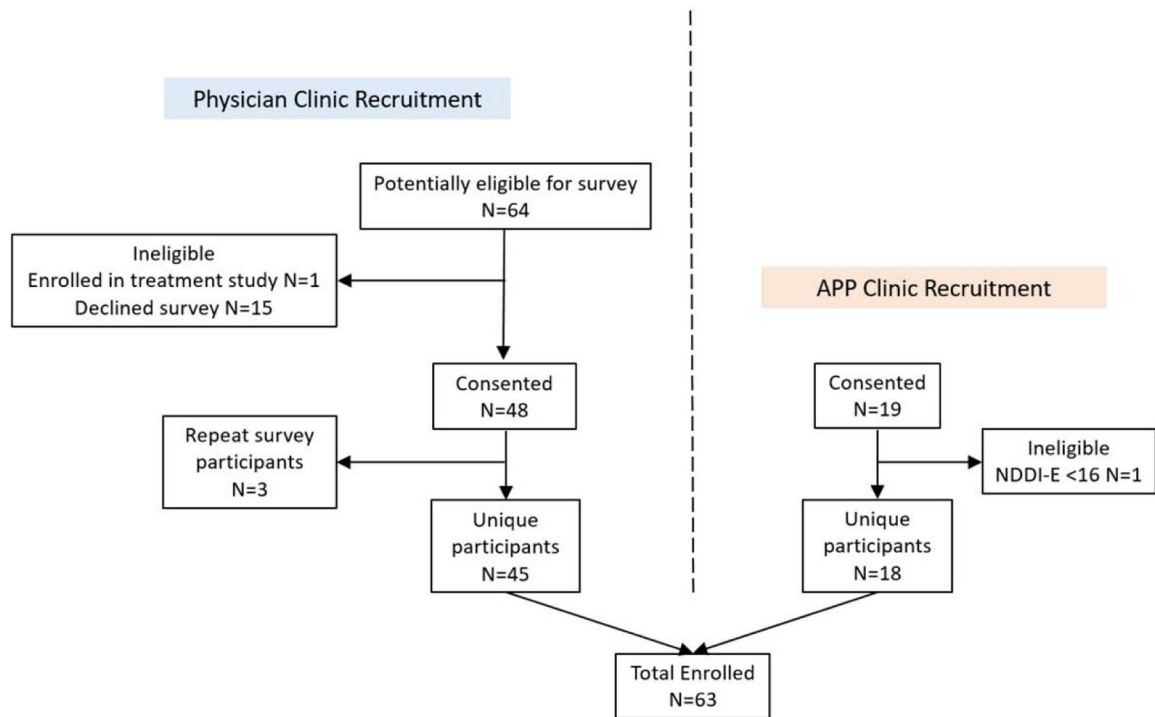 Physician Clinic Recruitment
Potentially eligible for survey
N=64
Ineligible
Enrolled in treatment study N=1
Declined survey N=15
APP Clinic Recruitment
Consented
N=48
Consented
N=19
Repeat survey
participants
N=3
Ineligible
NDDI-E <16 N=1
Unique
participants
N=45
Unique
participants
N=18
Total Enrolled
N=63